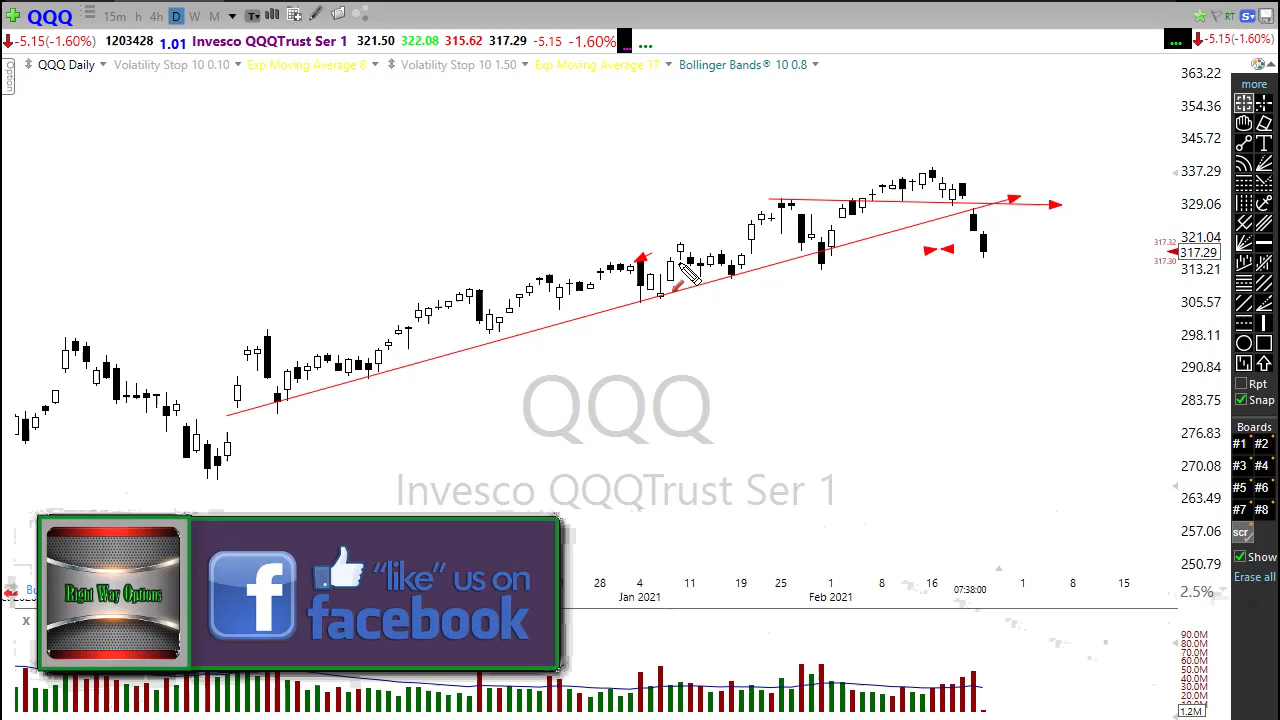 QQQ 15m h 4h D W M T
-5.15(-1.60%) 1203428 1.01 Invesco QQQTrust Ser 1 321.50 322.08 315.62 317.29 -5.15 -1.60% ... ... -5.15(-1.60%)
RT S
QQQ Daily Volatility Stop 10 0.10 Exp Moving Average 8 Volatility Stop 10 1.50 Exp Moving Average 17 Bollinger Bands® 10 0.8
Option
363.22
354.36
345.72
337.29
329.06
321.04
317.32
317.29
317.30
313.21
305.57
298.11
290.84
283.75
276.83
270.08
263.49
257.06
250.79
2.5%
more
Rpt
Snap
Boards
#1 #2
#3 #4
#5 #6
#7 #8
scr
Show
Erase all
QQQ
Invesco QQQTrust Ser 1
Right Way Options
f
"like" us on
facebook
28 4 11 19 25 1 8 16 07:38:00 1 8 15
Jan 2021 Feb 2021
x
90.0M
80.0M
70.0M
60.0M
50.0M
40.0M
30.0M
20.0M
10.0M
1.2M